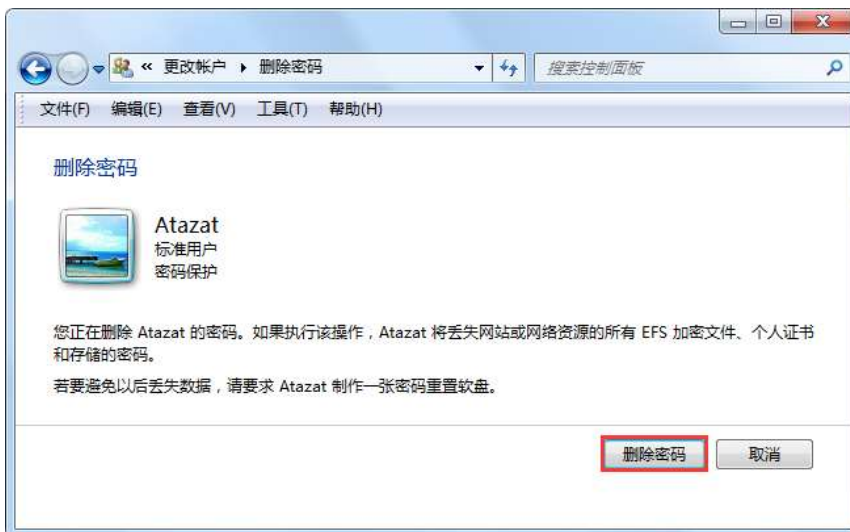 « 更改帐户 ▸ 删除密码 搜索控制面板
文件(F) 编辑(E) 查看(V) 工具(T) 帮助(H)
删除密码
Atazat
标准用户
密码保护
您正在删除 Atazat 的密码。如果执行该操作，Atazat 将丢失网站或网络资源的所有 EFS 加密文件、个人证书
和存储的密码。
若要避免以后丢失数据，请要求 Atazat 制作一张密码重置软盘。
删除密码 取消